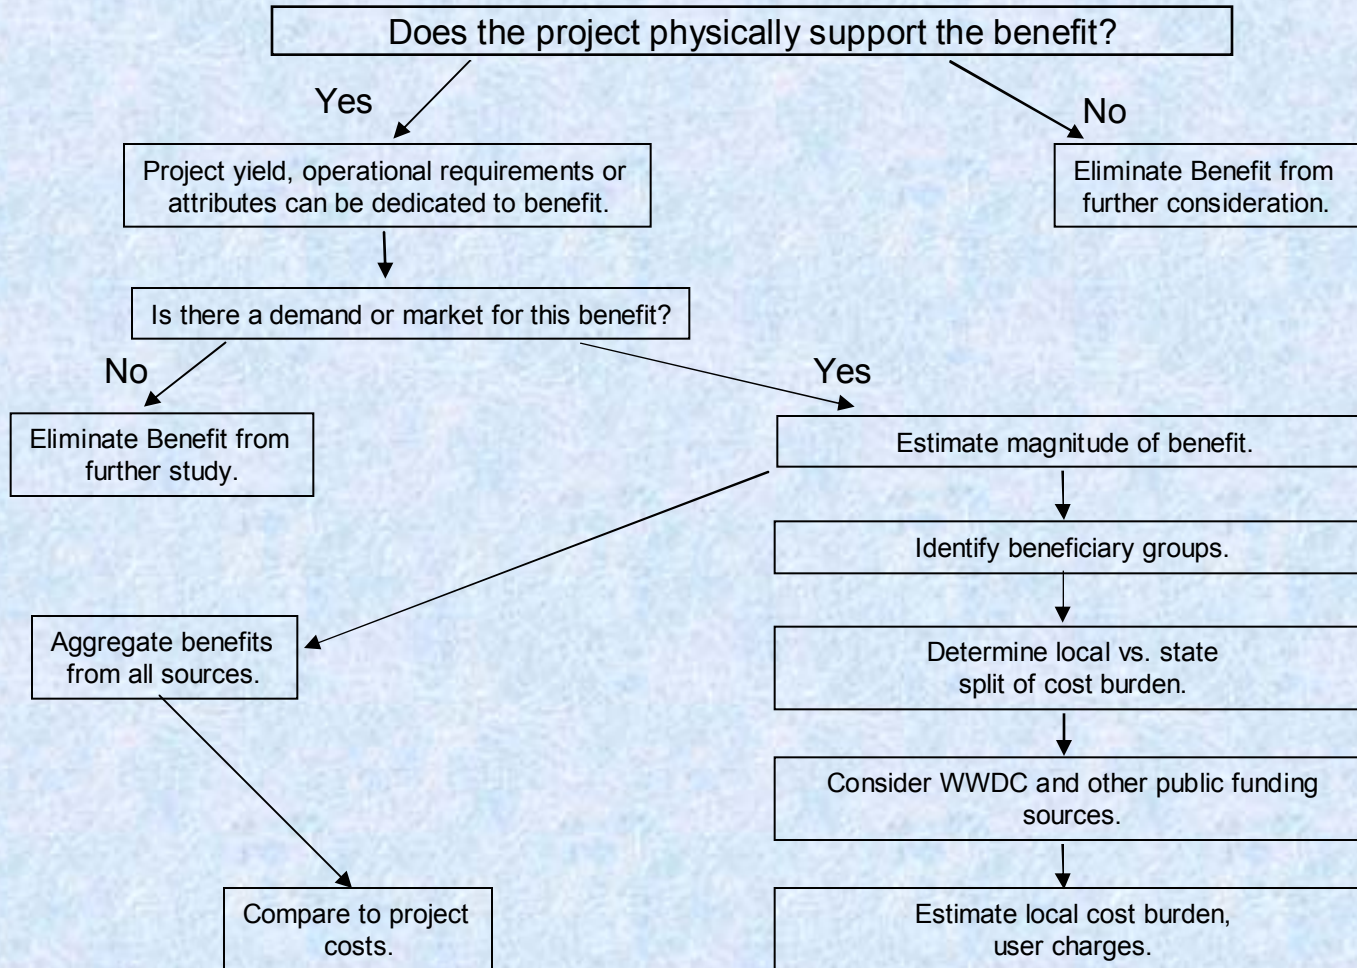 Does the project physically support the benefit?
Yes
No
Project yield, operational requirements or
attributes can be dedicated to benefit.
Eliminate Benefit from
further consideration.
Is there a demand or market for this benefit?
No
Yes
Eliminate Benefit from
further study.
Estimate magnitude of benefit.
Identify beneficiary groups.
Aggregate benefits
from all sources.
Determine local vs. state
split of cost burden.
Consider WWDC and other public funding
sources.
Compare to project
costs.
Estimate local cost burden,
user charges.